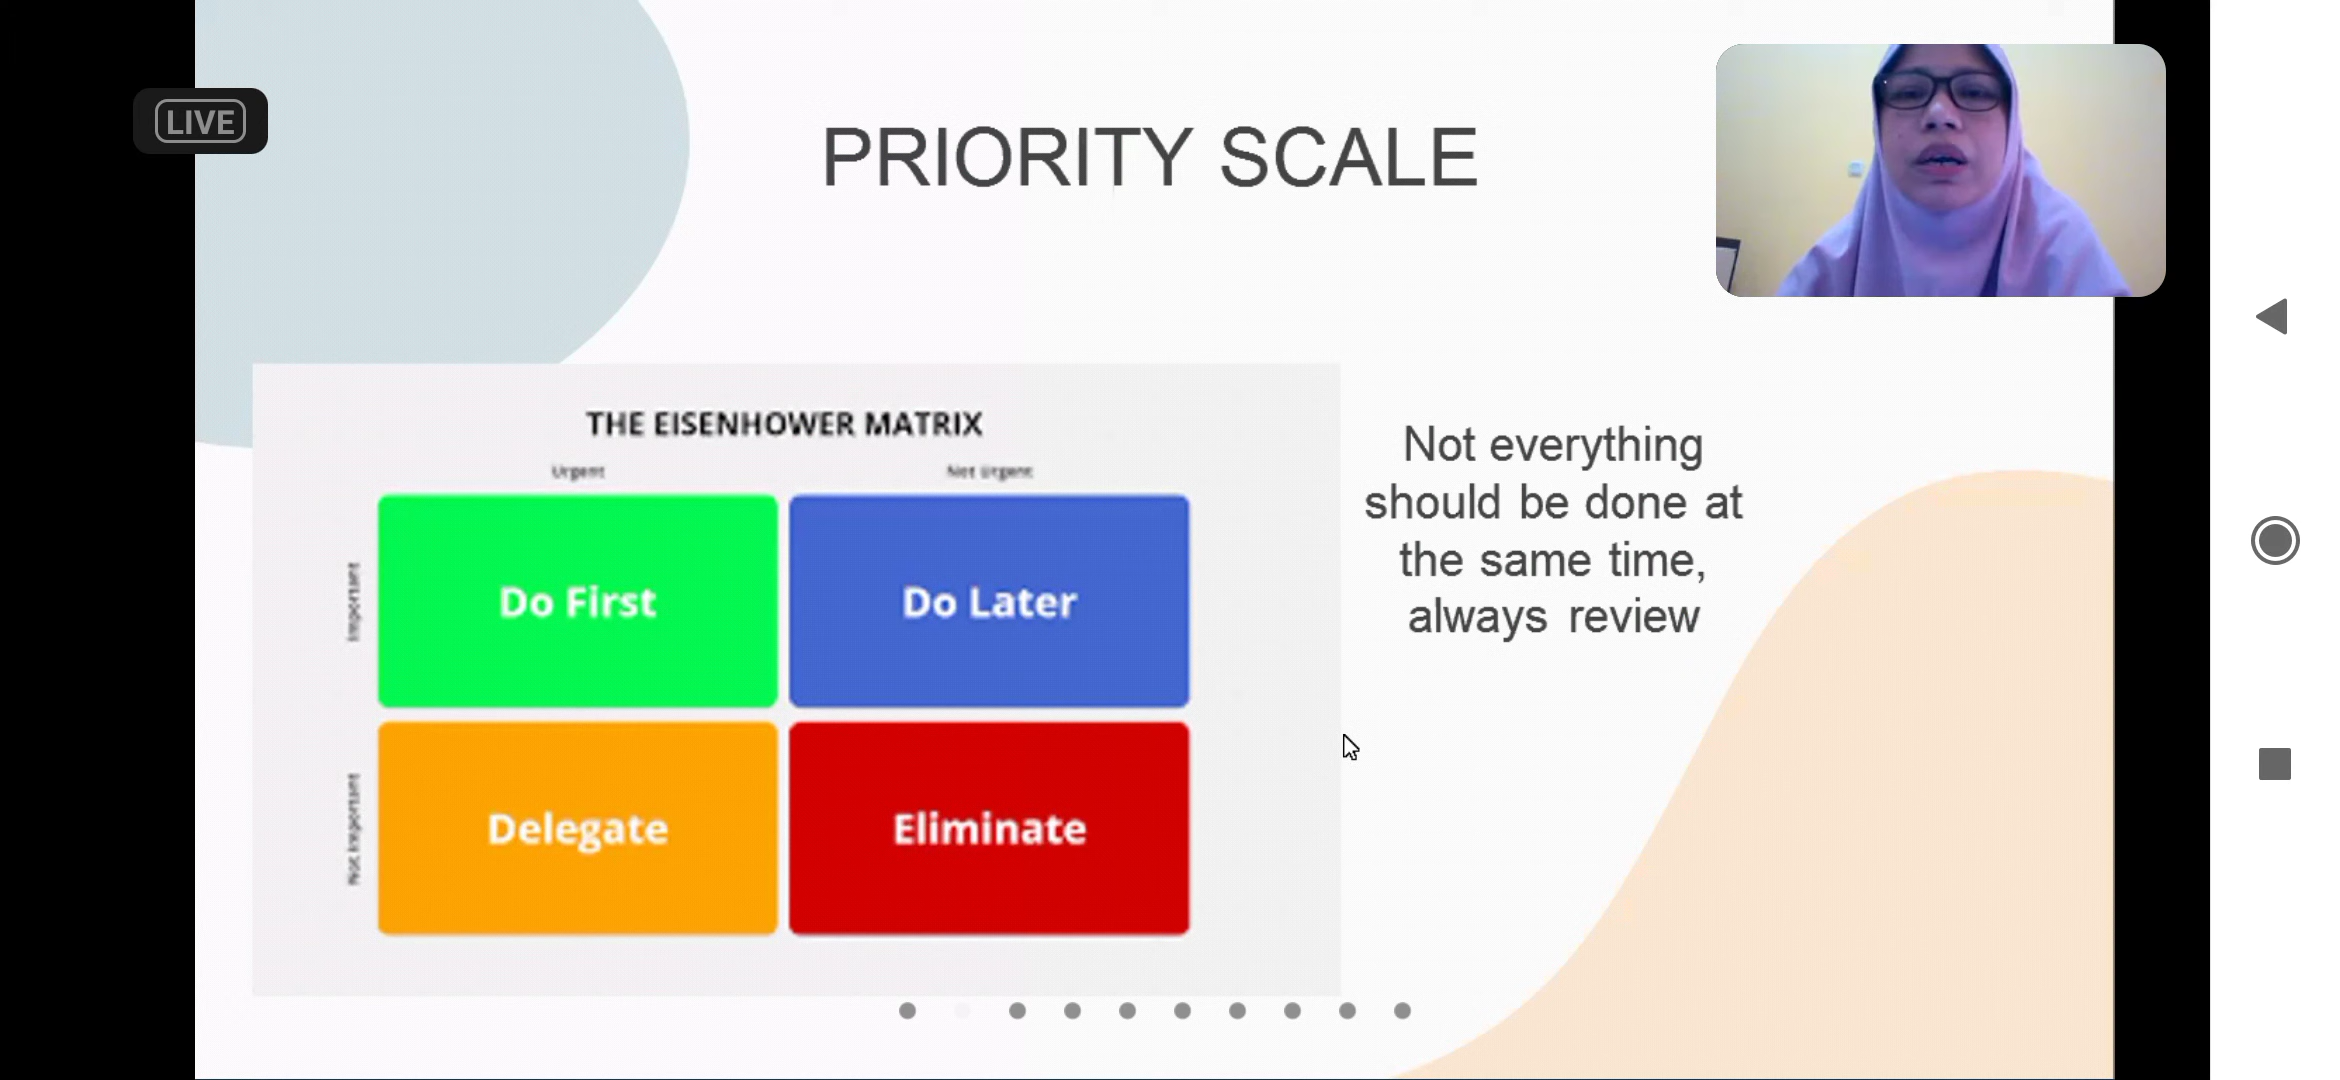 LIVE
PRIORITY SCALE
THE EISENHOWER MATRIX
Urgent
Not Urgent
Important
Do First
Do Later
Not Important
Delegate
Eliminate
Not everything
should be done at
the same time,
always review